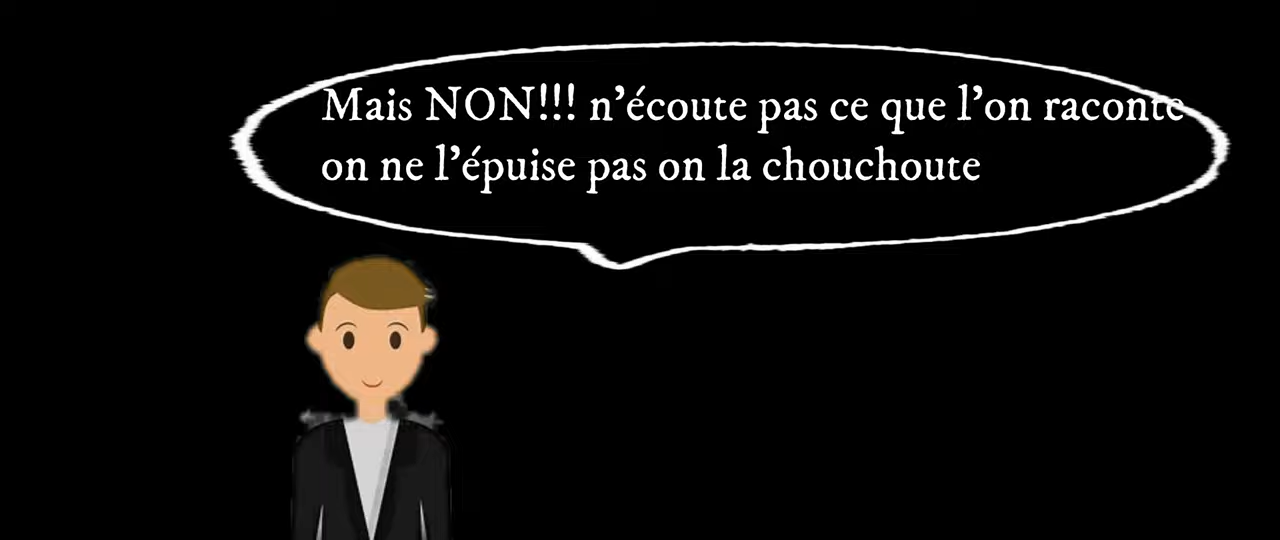 Mais NON!!! n'écoute pas ce que l'on raconte
on ne l'épuise pas on la chouchoute